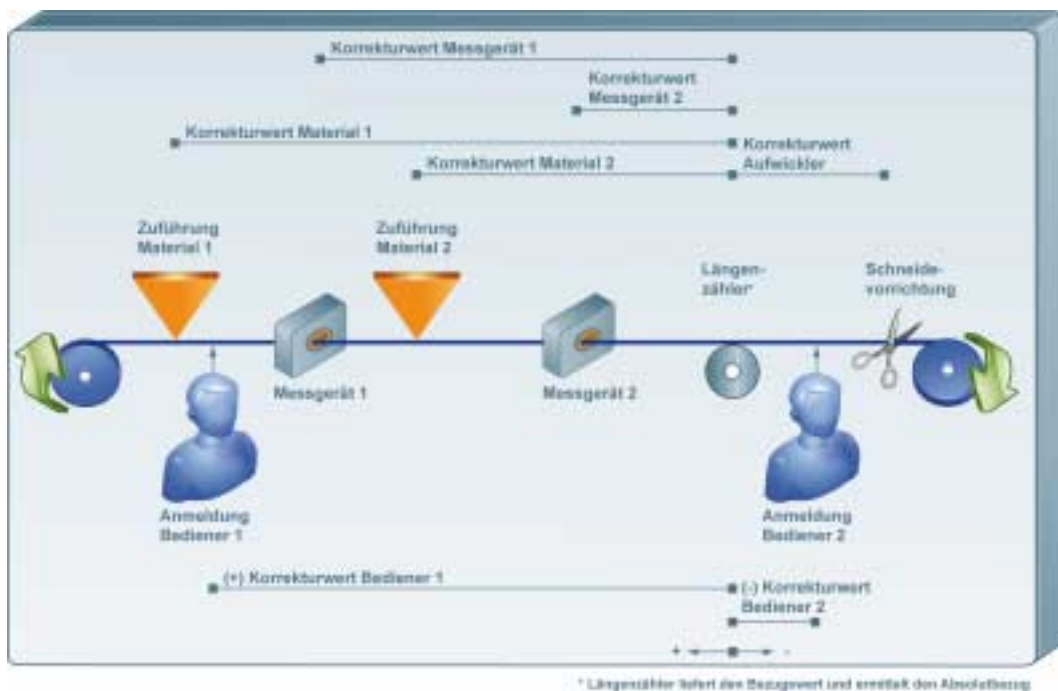 Korrekturwert Messgerät 1
Korrekturwert
Messgerät 2
Korrekturwert Material 1
Korrekturwert
Aufwickler
Korrekturwert Material 2
Zuführung
Material 1
Zuführung
Material 2
Längen-
zähler*
Schneide-
vorrichtung
Messgerät 1
Messgerät 2
Anmeldung
Bediener 1
Anmeldung
Bediener 2
(+) Korrekturwert Bediener 1
(-) Korrekturwert
Bediener 2
+ -
* Längenzähler liefert den Bezugswert und ermittelt den Absolutbezug